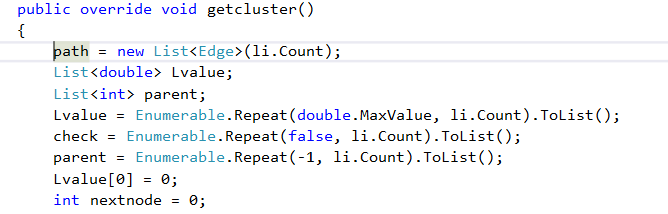 public override void getcluster()
{
path = new List<Edge>(li.Count);
List<double> Lvalue;
List<int> parent;
Lvalue = Enumerable.Repeat(double.MaxValue, li.Count).ToList();
check = Enumerable.Repeat(false, li.Count).ToList();
parent = Enumerable.Repeat(-1, li.Count).ToList();
Lvalue[0] = 0;
int nextnode = 0;